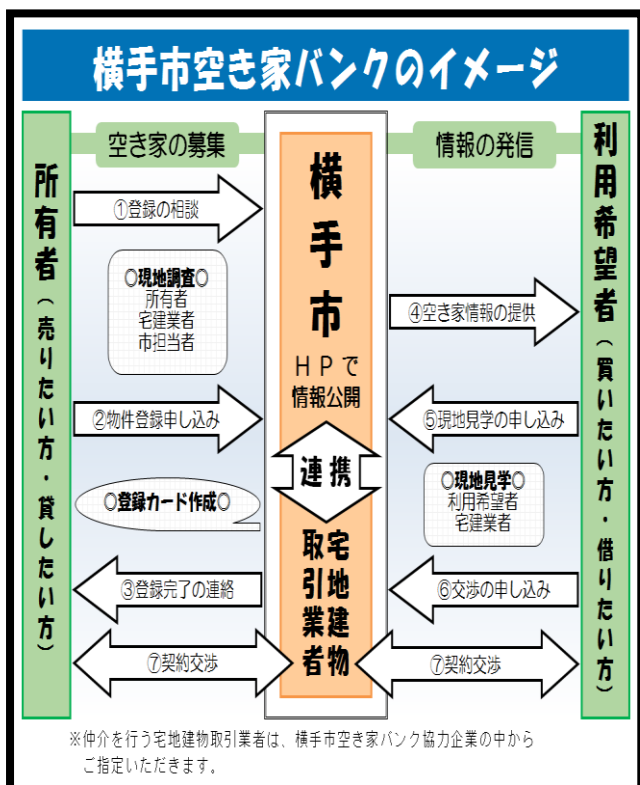 横手市空き家バンクのイメージ
所有者（売りたい方・貸したい方）
空き家の募集
①登録の相談
○現地調査○
所有者
宅建業者
市担当者
②物件登録申し込み
○登録カード作成○
③登録完了の連絡
⑦契約交渉
横手市
ＨＰで
情報公開
連携
宅地建物
取引業者
情報の発信
④空き家情報の提供
⑤現地見学の申し込み
○現地見学○
利用希望者
宅建業者
⑥交渉の申し込み
⑦契約交渉
利用希望者（買いたい方・借りたい方）
※仲介を行う宅地建物取引業者は、横手市空き家バンク協力企業の中から
ご指定いただきます。